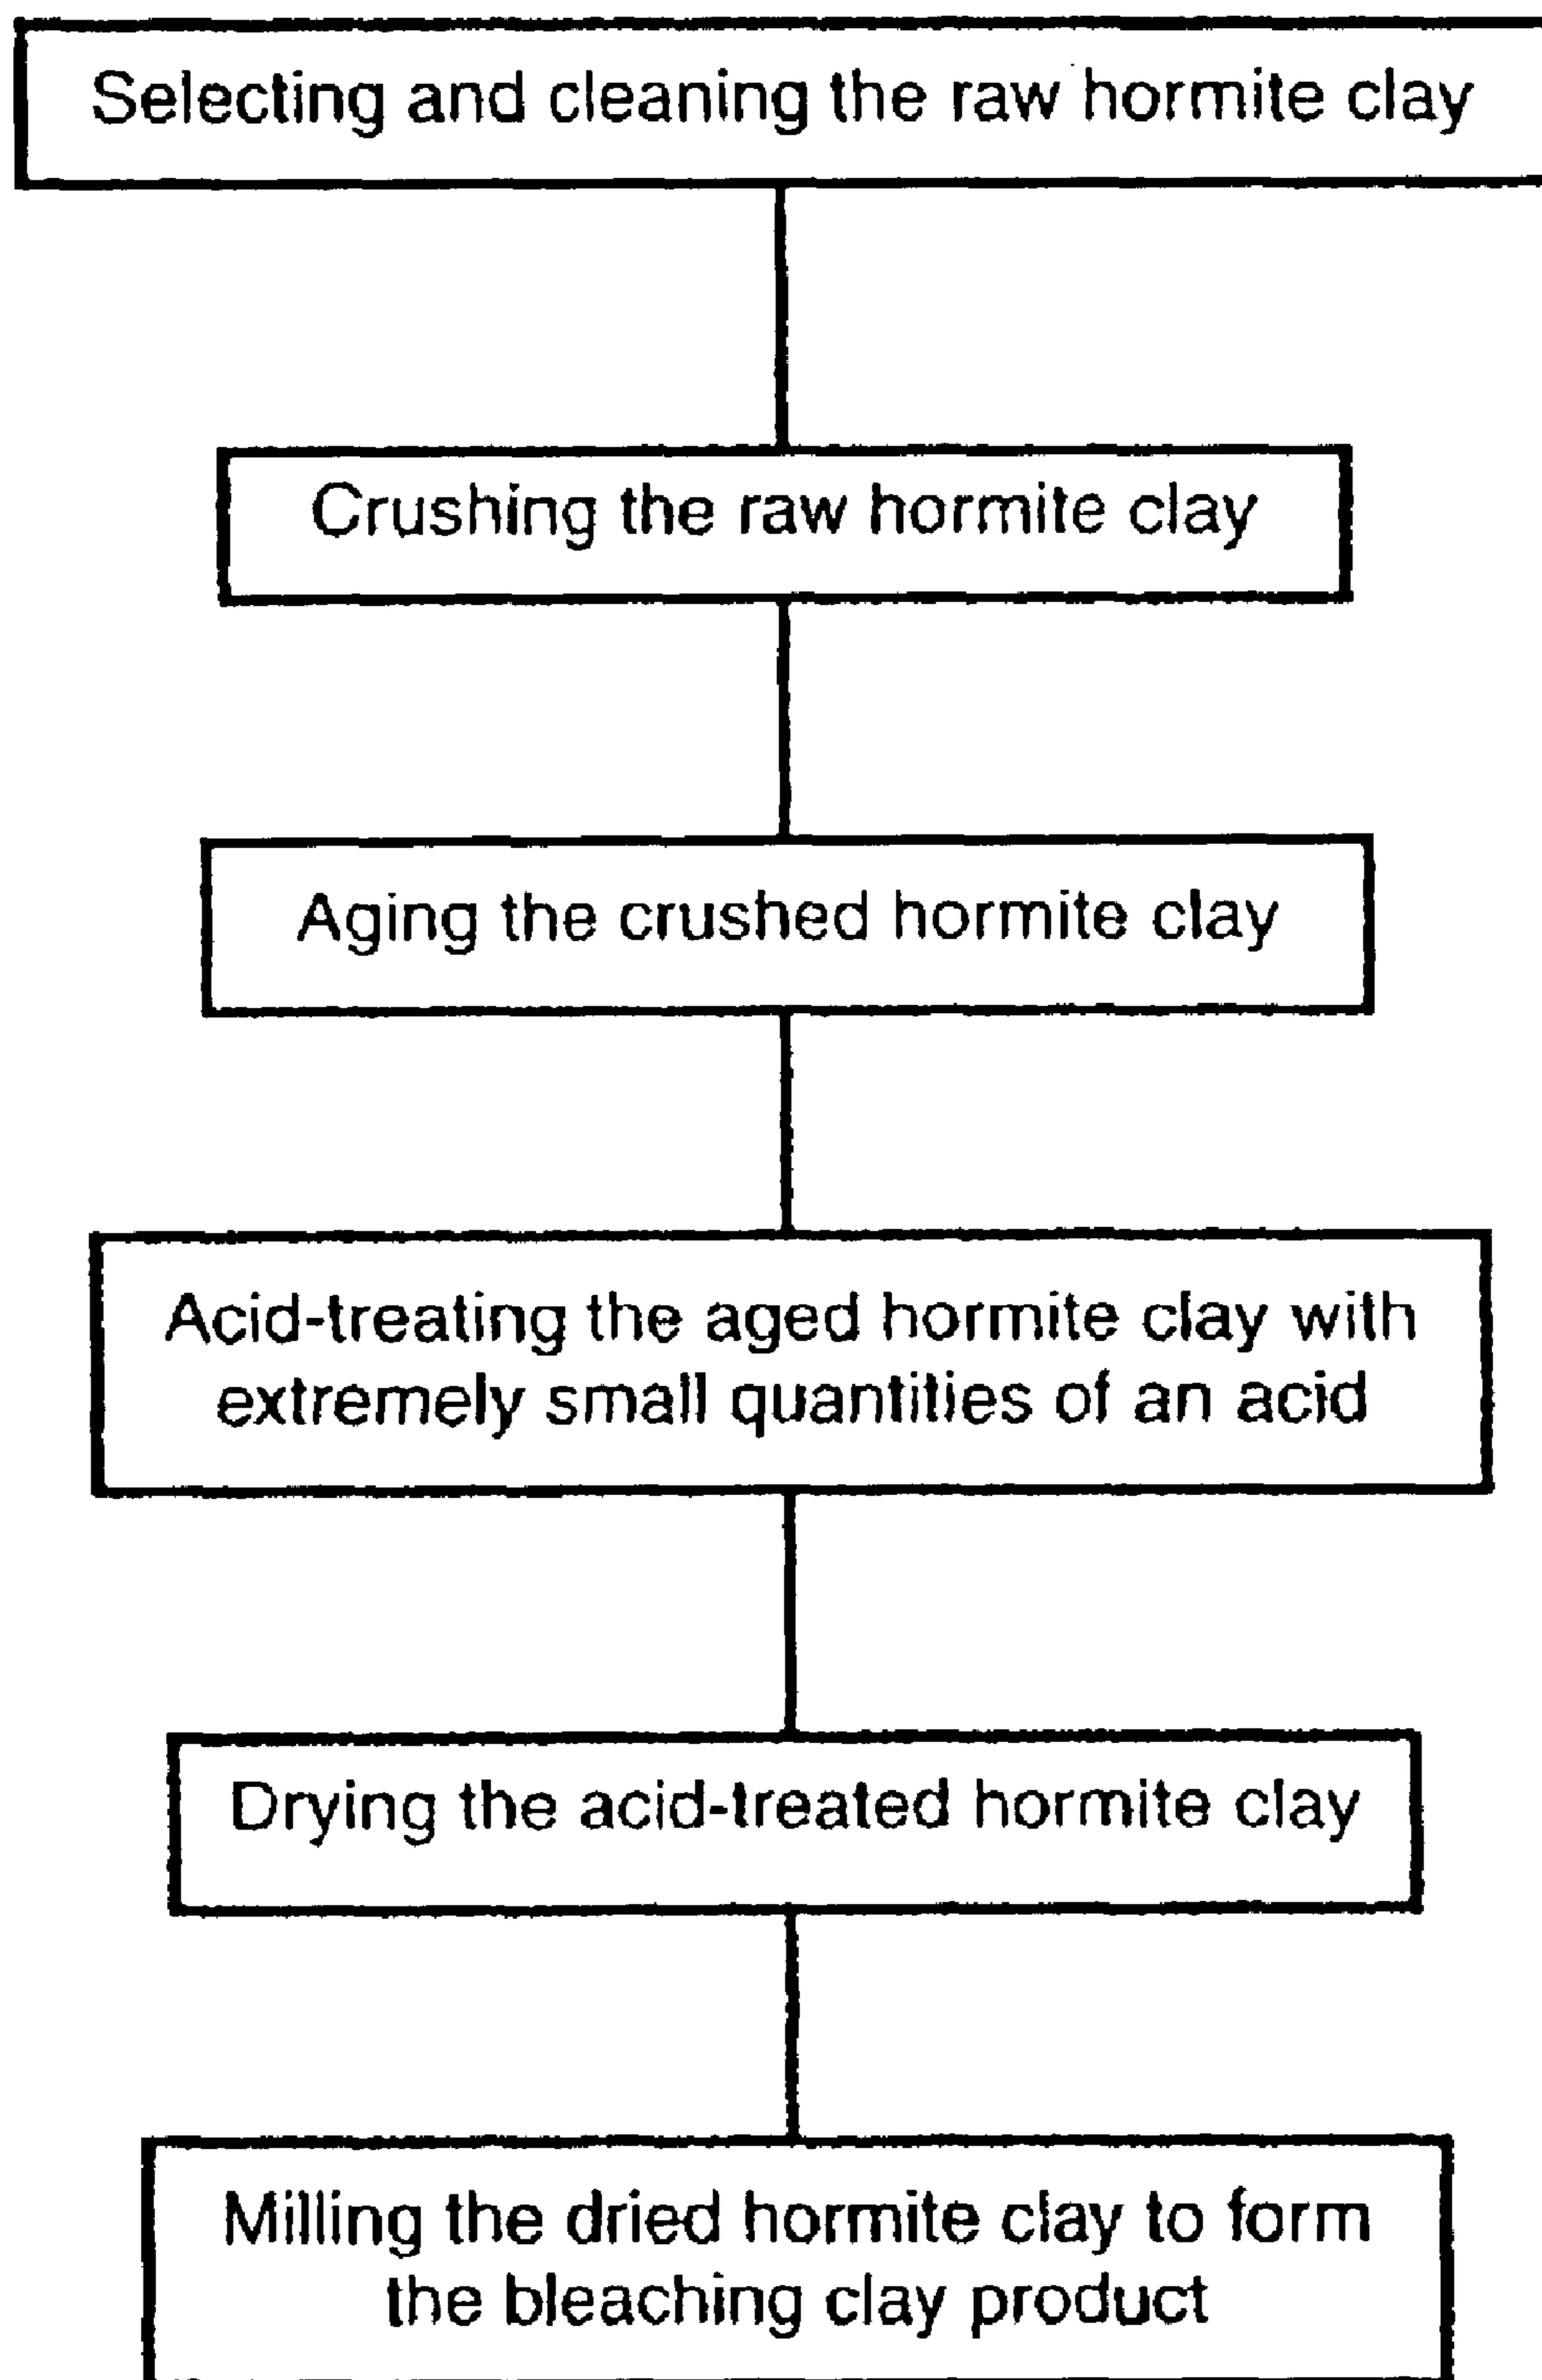 Selecting and cleaning the raw hormite clay
Crushing the raw hormite clay
Aging the crushed hormite clay
Acid-treating the aged hormite clay with
extremely small quantities of an acid
Drying the acid-treated hormite clay
Milling the dried hormite clay to form
the bleaching clay product